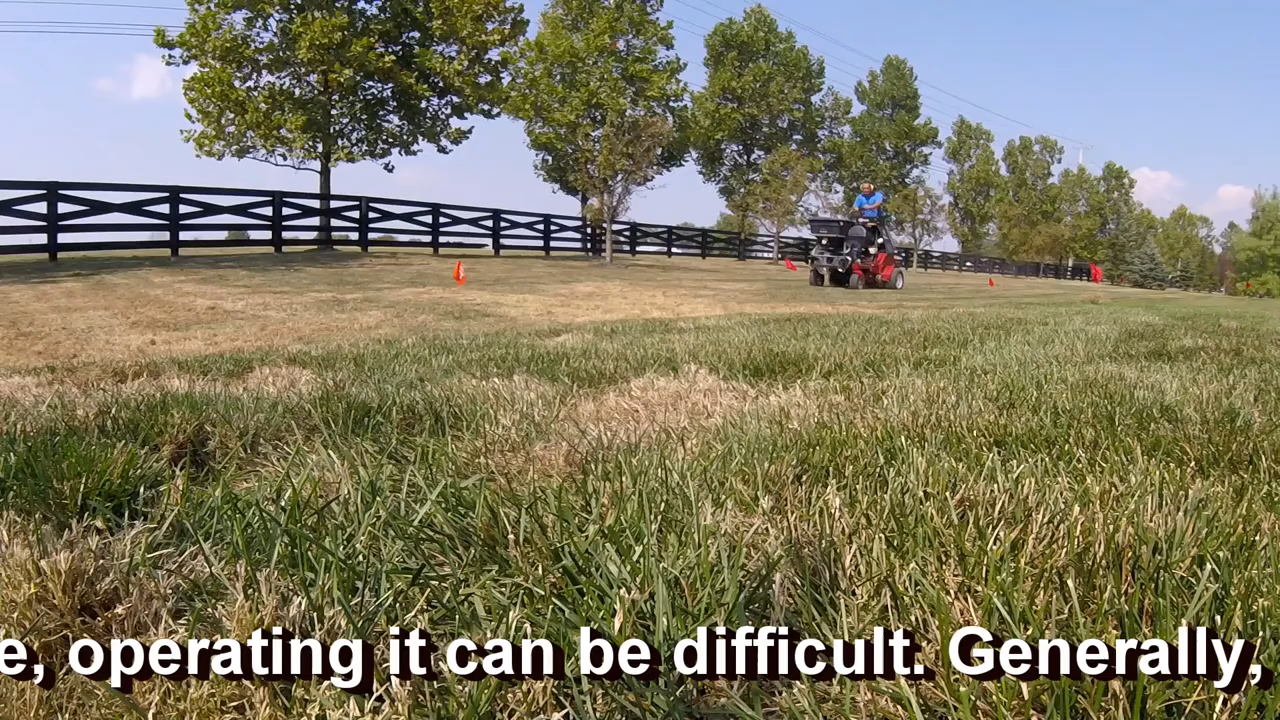 e, operating it can be difficult. Generally,